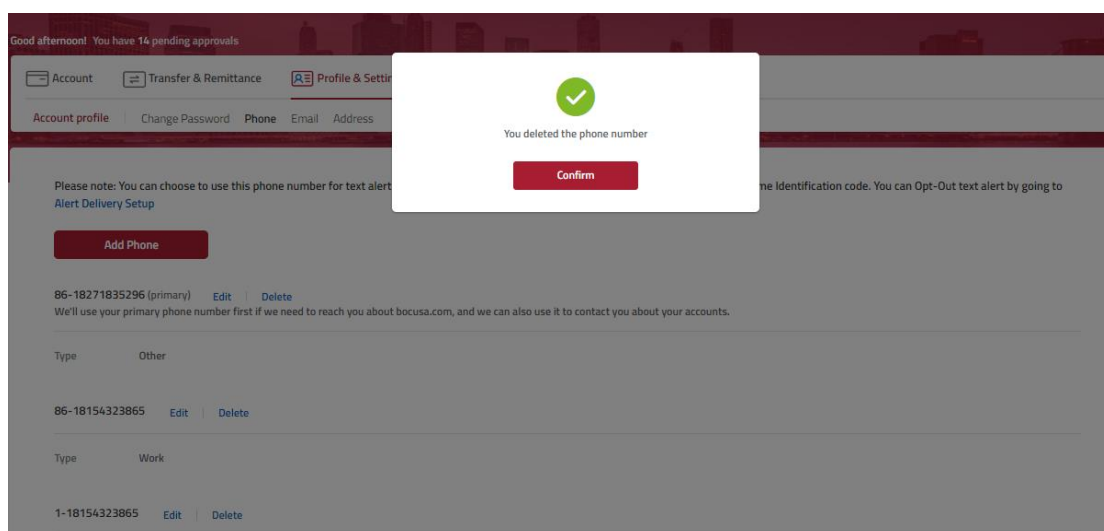 Good afternoon! You have 14 pending approvals
Account Transfer & Remittance Profile & Settin
Account profile Change Password Phone Email Address
You deleted the phone number
Confirm
Please note: You can choose to use this phone number for text alert me Identification code. You can Opt-Out text alert by going to
Alert Delivery Setup
Add Phone
86-18271835296 (primary) Edit Delete
We'll use your primary phone number first if we need to reach you about bocusa.com, and we can also use it to contact you about your accounts.
Type Other
86-18154323865 Edit Delete
Type Work
1-18154323865 Edit Delete